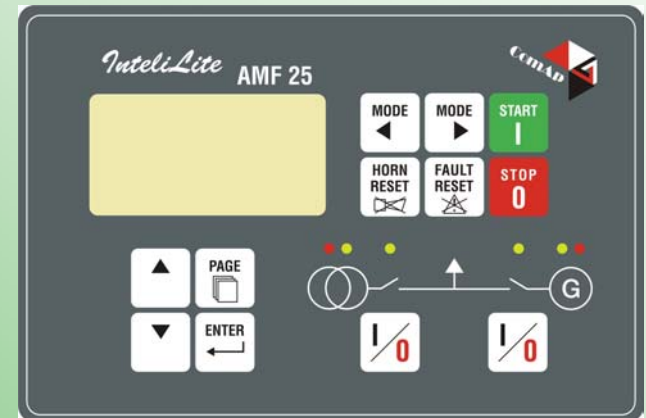 InteliLite AMF 25
ComAp
MODE
MODE
START
I
HORN
RESET
FAULT
RESET
STOP
0
PAGE
ENTER
G
I/0
I/0